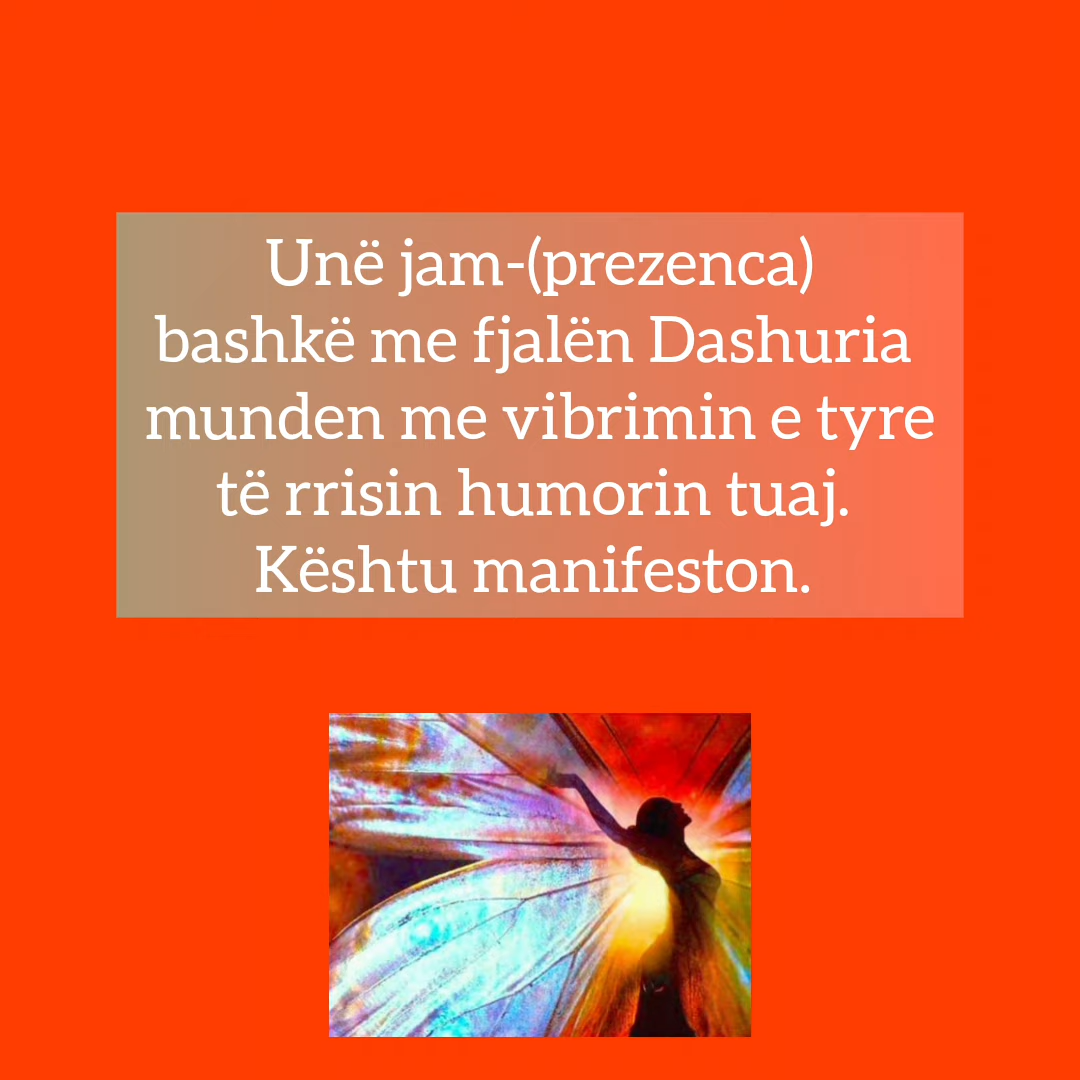 Unë jam-(prezenca)
bashkë me fjalën Dashuria
munden me vibrimin e tyre
të rrisin humorin tuaj.
Kështu manifeston.